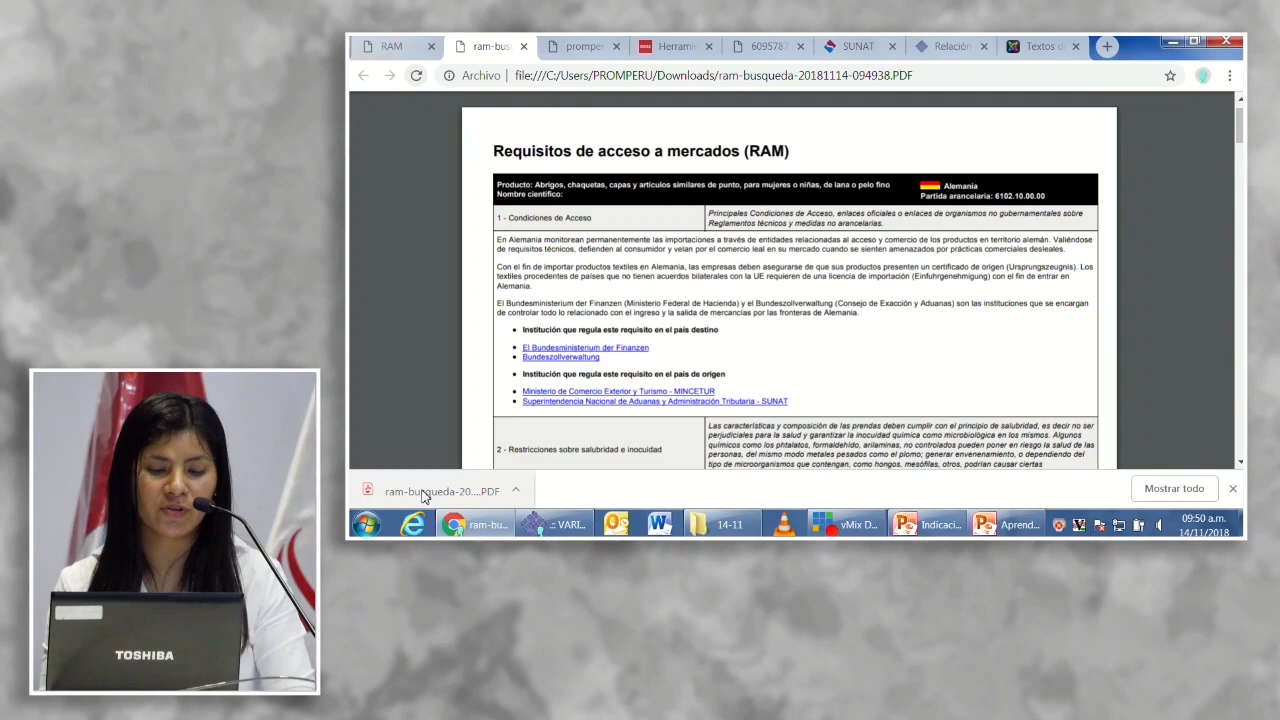 RAM
ram-bus
promper
Herrami
6095787
SUNAT
Relación
Textos d
Archivo
file:///C:/Users/PROMPERU/Downloads/ram-busqueda-20181114-094938.PDF
Requisitos de acceso a mercados (RAM)
Producto: Abrigos, chaquetas, capas y articulos similares de punto, para mujeres o niñas, de lana o pelo fino
Nombre científico:
Alemania
Partida arancelaria: 6102.10.00.00
1 - Condiciones de Acceso
Principales Condiciones de Acceso, enlaces oficiales o enlaces de organismos no gubernamentales sobre
Reglamentos técnicos y medidas no arancelarias.
En Alemania monitorean permanentemente las importaciones a través de entidades relacionadas al acceso y comercio de los productos en territorio alemán. Valiéndose
de requisitos técnicos, defienden al consumidor y velan por el comercio leal en su mercado cuando se sienten amenazados por prácticas comerciales desleales.
Con el fin de importar productos textiles en Alemania, las empresas deben asegurarse de que sus productos presenten un certificado de origen (Ursprungszeugnis). Los
textiles procedentes de países que no tienen acuerdos bilaterales con la UE requieren de una licencia de importación (Einfuhrgenehmigung) con el fin de entrar en
Alemania.
El Bundesministerium der Finanzen (Ministerio Federal de Hacienda) y el Bundeszollverwaltung (Consejo de Exacción y Aduanas) son las instituciones que se encargan
de controlar todo lo relacionado con el ingreso y la salida de mercancías por las fronteras de Alemania.
• Institución que regula este requisito en el país destino
• El Bundesministerium der Finanzen
• Bundeszollverwaltung
• Institución que regula este requisito en el país de origen
• Ministerio de Comercio Exterior y Turismo - MINCETUR
• Superintendencia Nacional de Aduanas y Administración Tributaria - SUNAT
2 - Restricciones sobre salubridad e inocuidad
Las características y composición de las prendas deben cumplir con el principio de salubridad, es decir no ser
perjudiciales para la salud y garantizar la inocuidad química como microbiológica en los mismos. Algunos
químicos como los phtalatos, formaldehído, arilaminas, no controlados pueden poner en riesgo la salud de las
personas, del mismo modo metales pesados como el plomo; generar envenenamiento, o dependiendo del
tipo de microorganismos que contengan, como hongos, mesófilas, otros, podrían causar ciertas
ram-busqueda-20....PDF
Mostrar todo
ram-bu...
.:: VARI...
14-11
vMix D...
Indicaci...
Aprend...
09:50 a.m.
14/11/2018
TOSHIBA